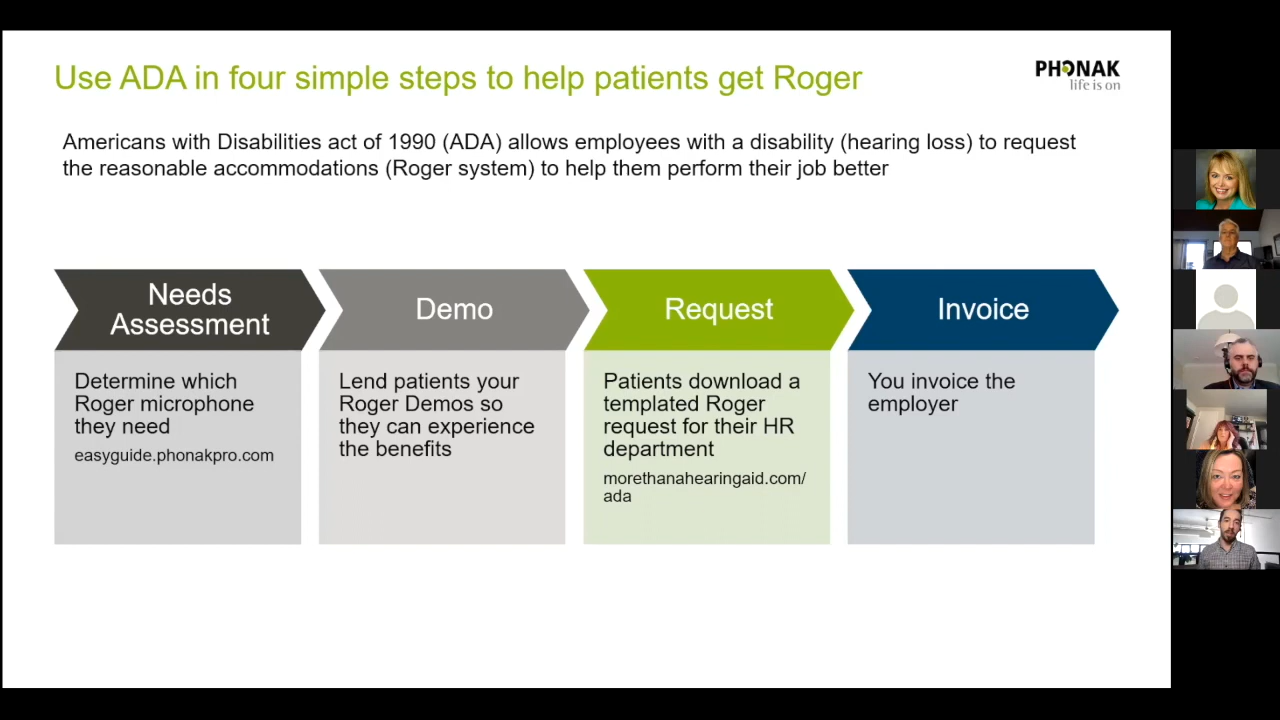 Use ADA in four simple steps to help patients get Roger
PHONAK
life is on
Americans with Disabilities act of 1990 (ADA) allows employees with a disability (hearing loss) to request
the reasonable accommodations (Roger system) to help them perform their job better
Needs
Assessment
Determine which
Roger microphone
they need
easyguide.phonakpro.com
Demo
Lend patients your
Roger Demos so
they can experience
the benefits
Request
Patients download a
templated Roger
request for their HR
department
morethanahearingaid.com/
ada
Invoice
You invoice the
employer